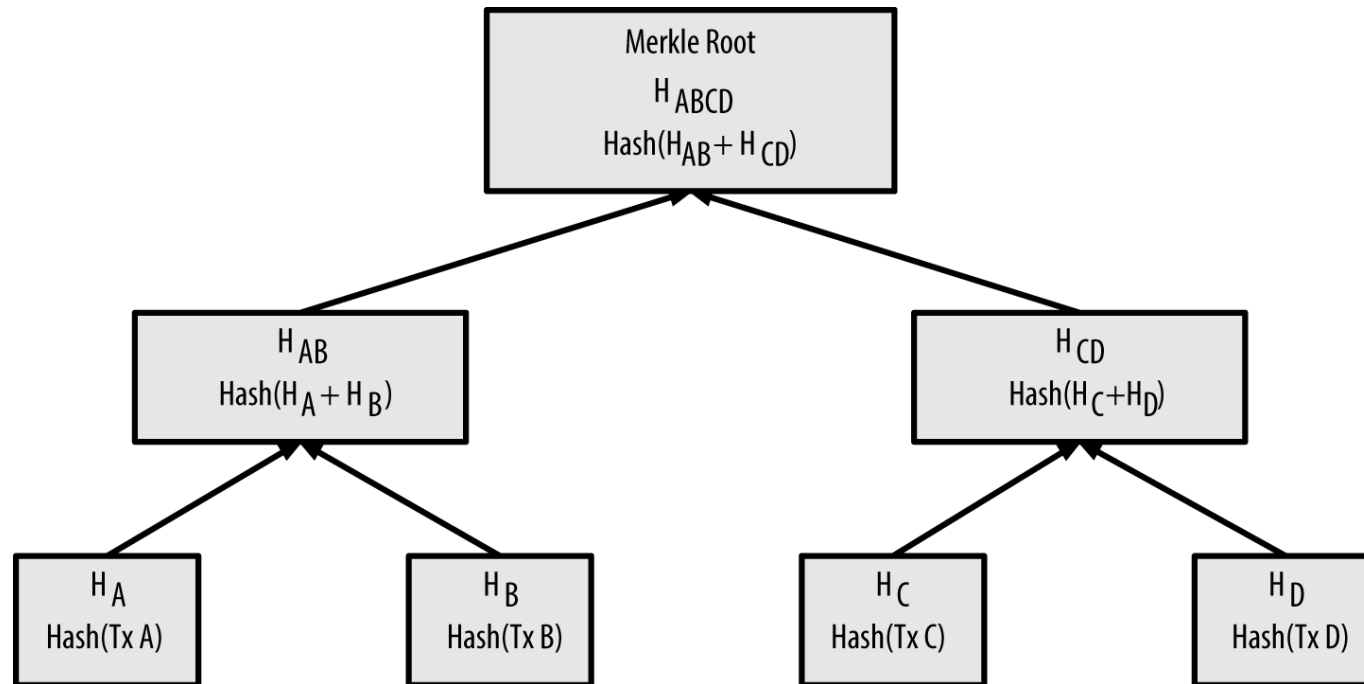 Merkle Root
H ABCD
Hash(H AB + H CD)
H AB
Hash(H A + H B)
H CD
Hash(H C+H D)
H A
Hash(Tx A)
H B
Hash(Tx B)
H C
Hash(Tx C)
H D
Hash(Tx D)